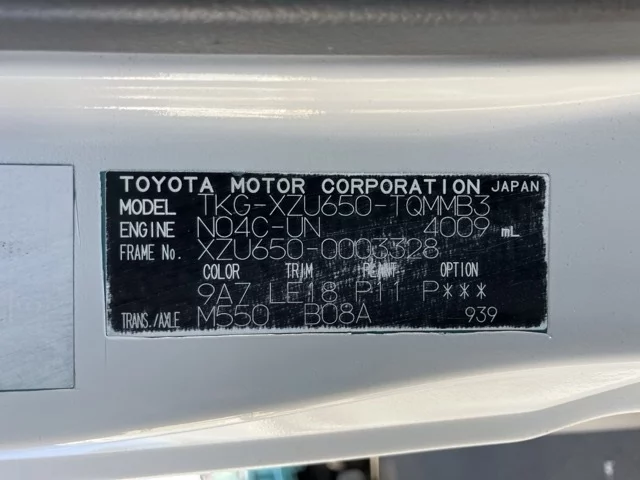 TOYOTA MOTOR CORPORATION JAPAN
MODEL TKG-XZU650-TQMMB3
ENGINE N04C-UN 4009 mL
FRAME No. XZU650-0003328
COLOR TRIM PLANT OPTION
9A7 LE18 P11 P***
TRANS./AXLE M550 B08A 939